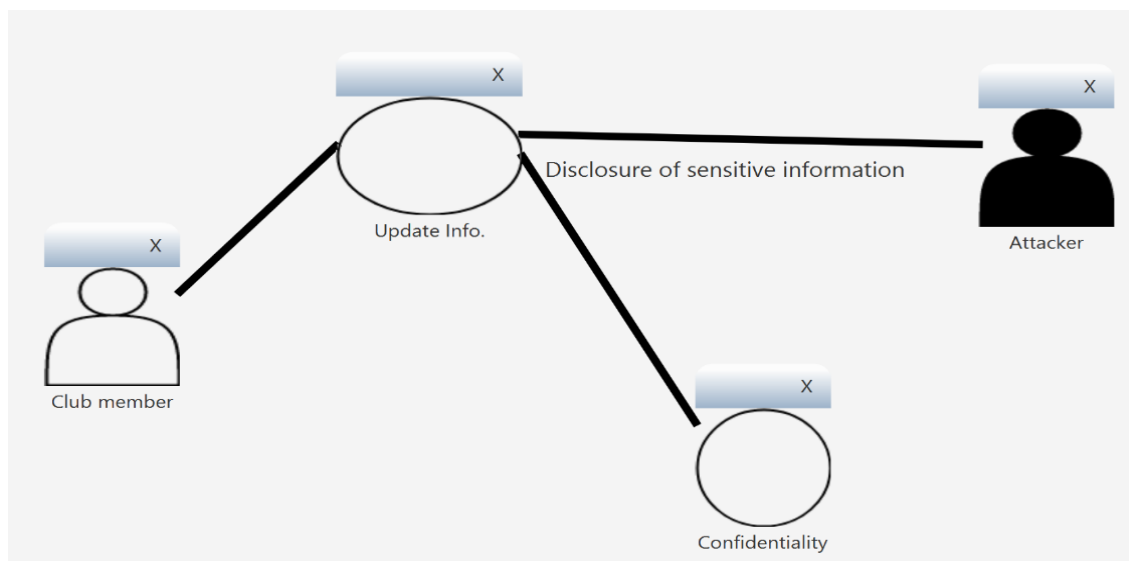 X
X
Disclosure of sensitive information
Update Info.
Attacker
X
Club member
X
Confidentiality